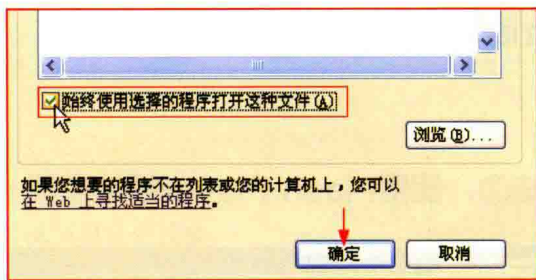 始终使用选择的程序打开这种文件(A)
浏览(B)...
如果您想要的程序不在列表或您的计算机上，您可以
在 Web 上寻找适当的程序。
确定
取消